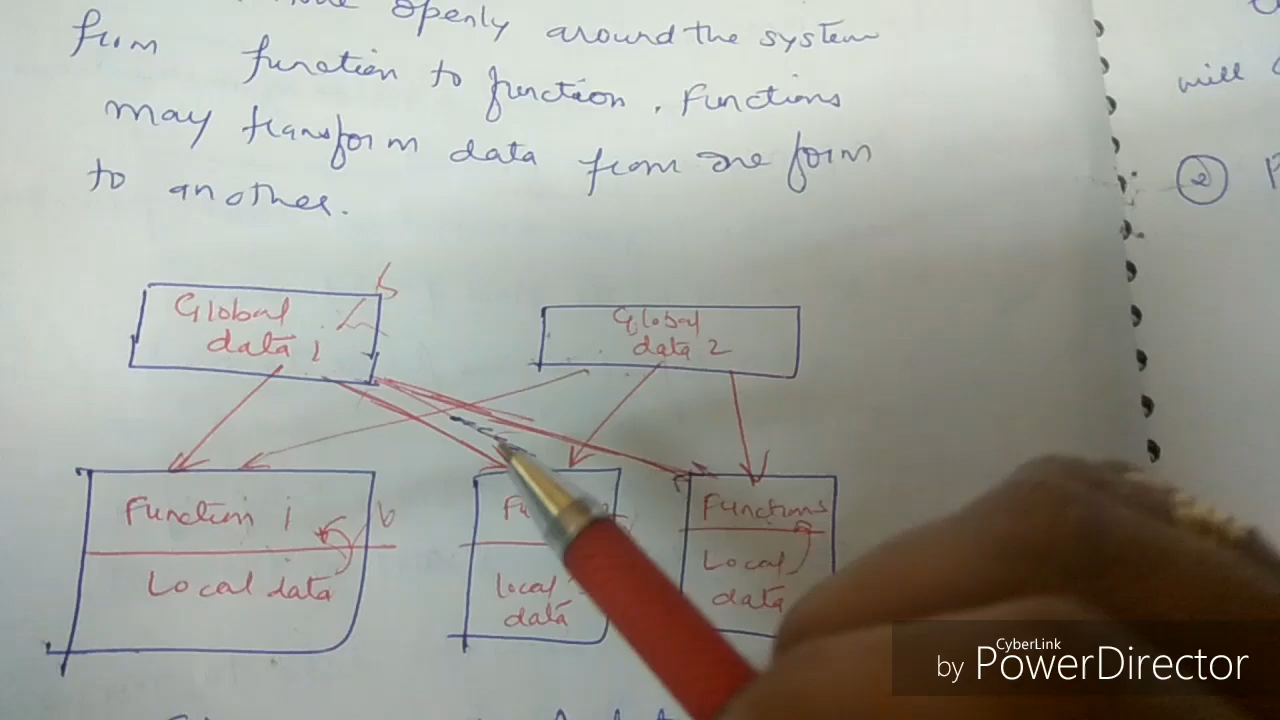 openly around the system
from function to function. Functions
may transform data from one form
to another.
will
②
Global
data 1
Global
data 2
Function 1
Local data
local
data
Functions
Local
data
CyberLink
by PowerDirector